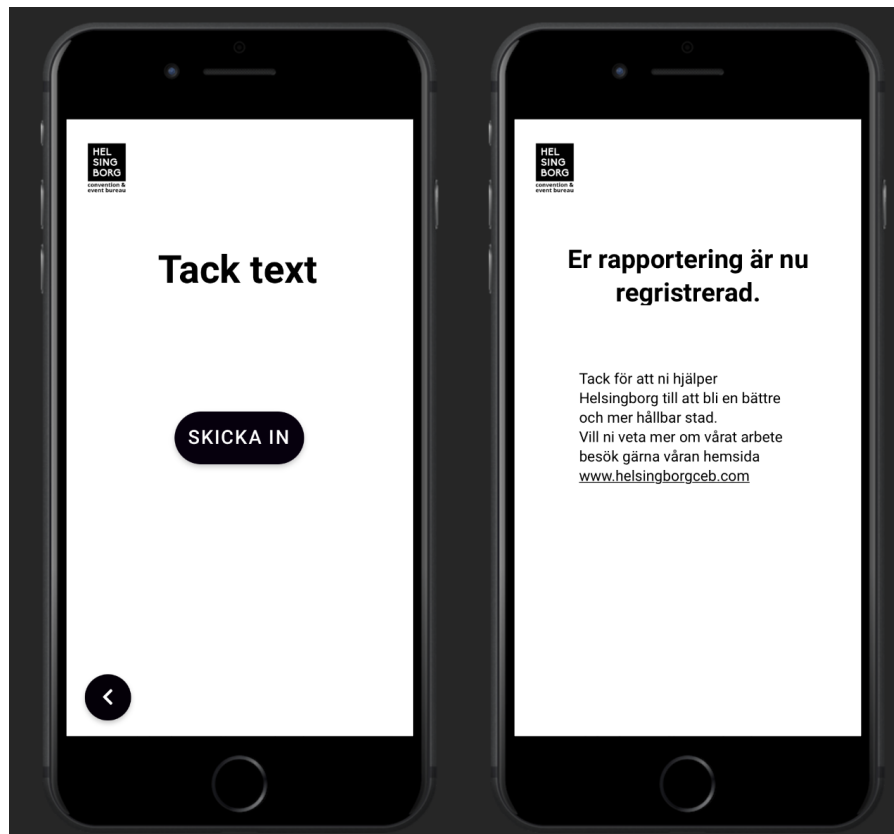 HEL
SING
BORG
convention &
event bureau
Tack text
SKICKA IN
HEL
SING
BORG
convention &
event bureau
Er rapportering är nu
regristrerad.
Tack för att ni hjälper
Helsingborg till att bli en bättre
och mer hållbar stad.
Vill ni veta mer om vårat arbete
besök gärna våran hemsida
www.helsingborgceb.com